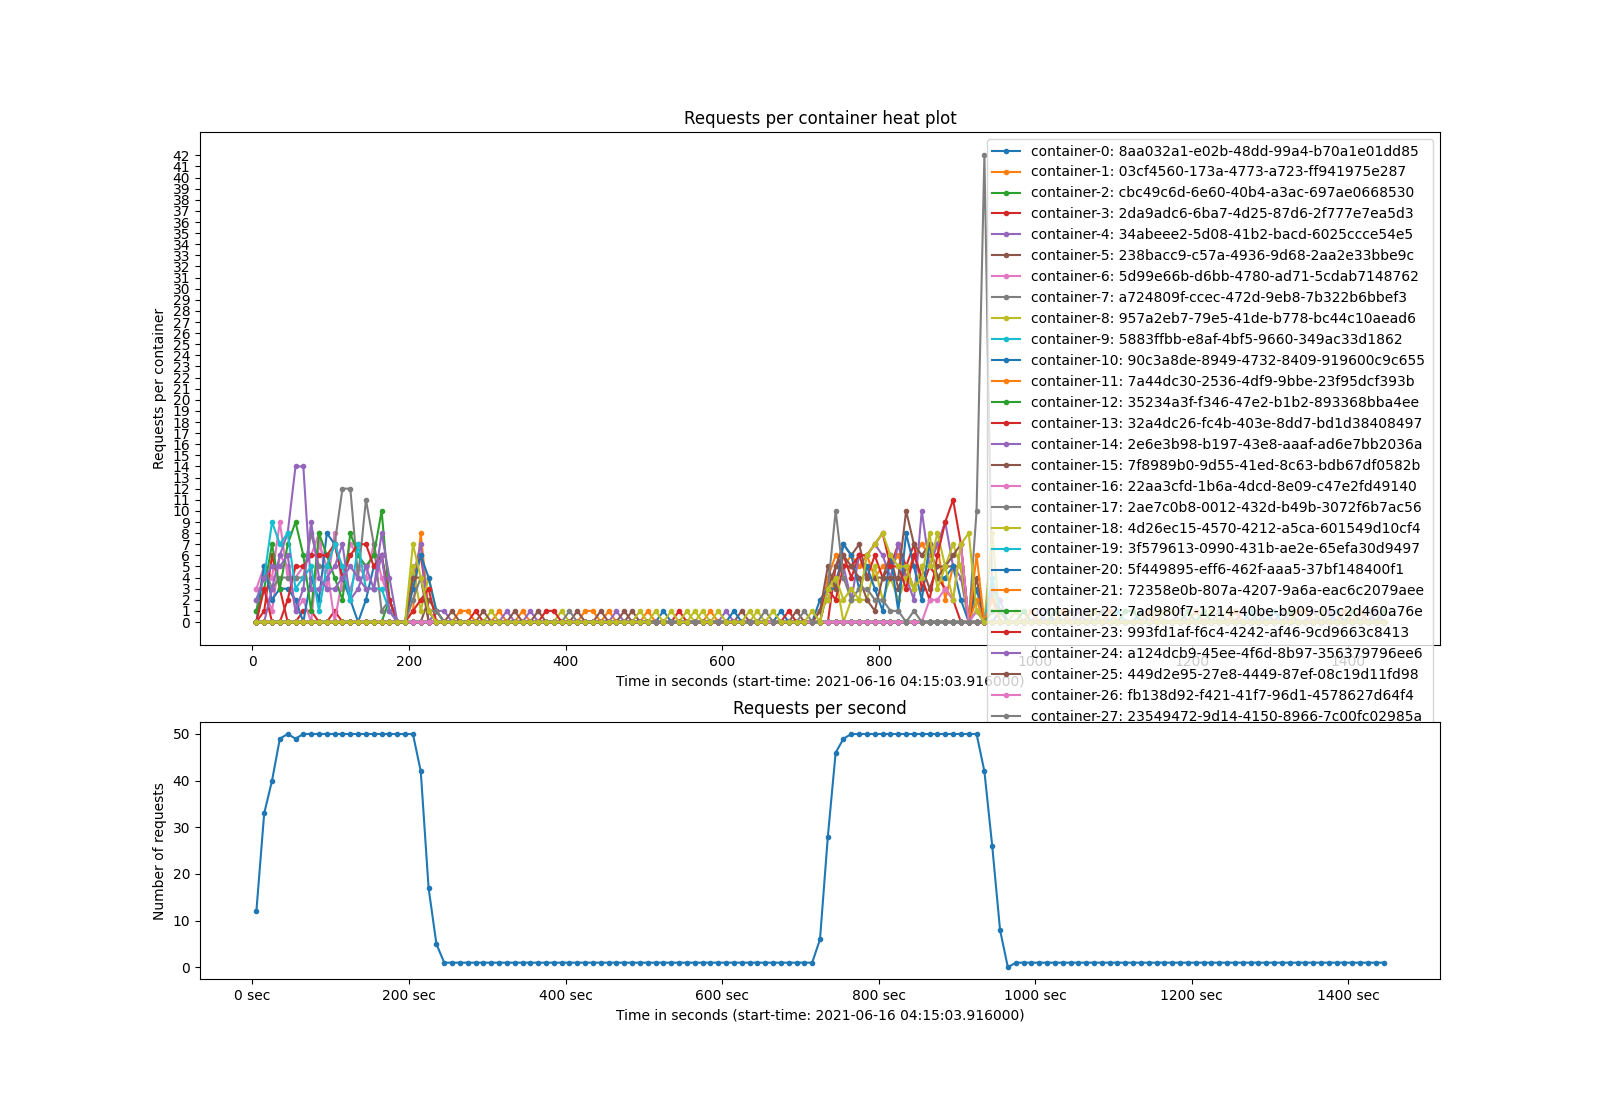 Requests per container heat plot
42
41
40
39
38
37
36
35
34
33
32
31
30
29
28
27
26
25
24
23
22
21
20
19
18
17
16
15
14
13
12
11
10
9
8
7
6
5
4
3
2
1
0
Requests per container
container-0: 8aa032a1-e02b-48dd-99a4-b70a1e01dd85
container-1: 03cf4560-173a-4773-a723-ff941975e287
container-2: cbc49c6d-6e60-40b4-a3ac-697ae0668530
container-3: 2da9adc6-6ba7-4d25-87d6-2f777e7ea5d3
container-4: 34abeee2-5d08-41b2-bacd-6025ccce54e5
container-5: 238bacc9-c57a-4936-9d68-2aa2e33bbe9c
container-6: 5d99e66b-d6bb-4780-ad71-5cdab7148762
container-7: a724809f-ccec-472d-9eb8-7b322b6bbef3
container-8: 957a2eb7-79e5-41de-b778-bc44c10aead6
container-9: 5883ffbb-e8af-4bf5-9660-349ac33d1862
container-10: 90c3a8de-8949-4732-8409-919600c9c655
container-11: 7a44dc30-2536-4df9-9bbe-23f95dcf393b
container-12: 35234a3f-f346-47e2-b1b2-893368bba4ee
container-13: 32a4dc26-fc4b-403e-8dd7-bd1d38408497
container-14: 2e6e3b98-b197-43e8-aaaf-ad6e7bb2036a
container-15: 7f8989b0-9d55-41ed-8c63-bdb67df0582b
container-16: 22aa3cfd-1b6a-4dcd-8e09-c47e2fd49140
container-17: 2ae7c0b8-0012-432d-b49b-3072f6b7ac56
container-18: 4d26ec15-4570-4212-a5ca-601549d10cf4
container-19: 3f579613-0990-431b-ae2e-65efa30d9497
container-20: 5f449895-eff6-462f-aaa5-37bf148400f1
container-21: 72358e0b-807a-4207-9a6a-eac6c2079aee
container-22: 7ad980f7-1214-40be-b909-05c2d460a76e
container-23: 993fd1af-f6c4-4242-af46-9cd9663c8413
container-24: a124dcb9-45ee-4f6d-8b97-356379796ee6
container-25: 449d2e95-27e8-4449-87ef-08c19d11fd98
container-26: fb138d92-f421-41f7-96d1-4578627d64f4
container-27: 23549472-9d14-4150-8966-7c00fc02985a
0 200 400 600 800 1000 1200 1400
Time in seconds (start-time: 2021-06-16 04:15:03.916000)
Requests per second
50
40
30
20
10
0
Number of requests
0 sec 200 sec 400 sec 600 sec 800 sec 1000 sec 1200 sec 1400 sec
Time in seconds (start-time: 2021-06-16 04:15:03.916000)